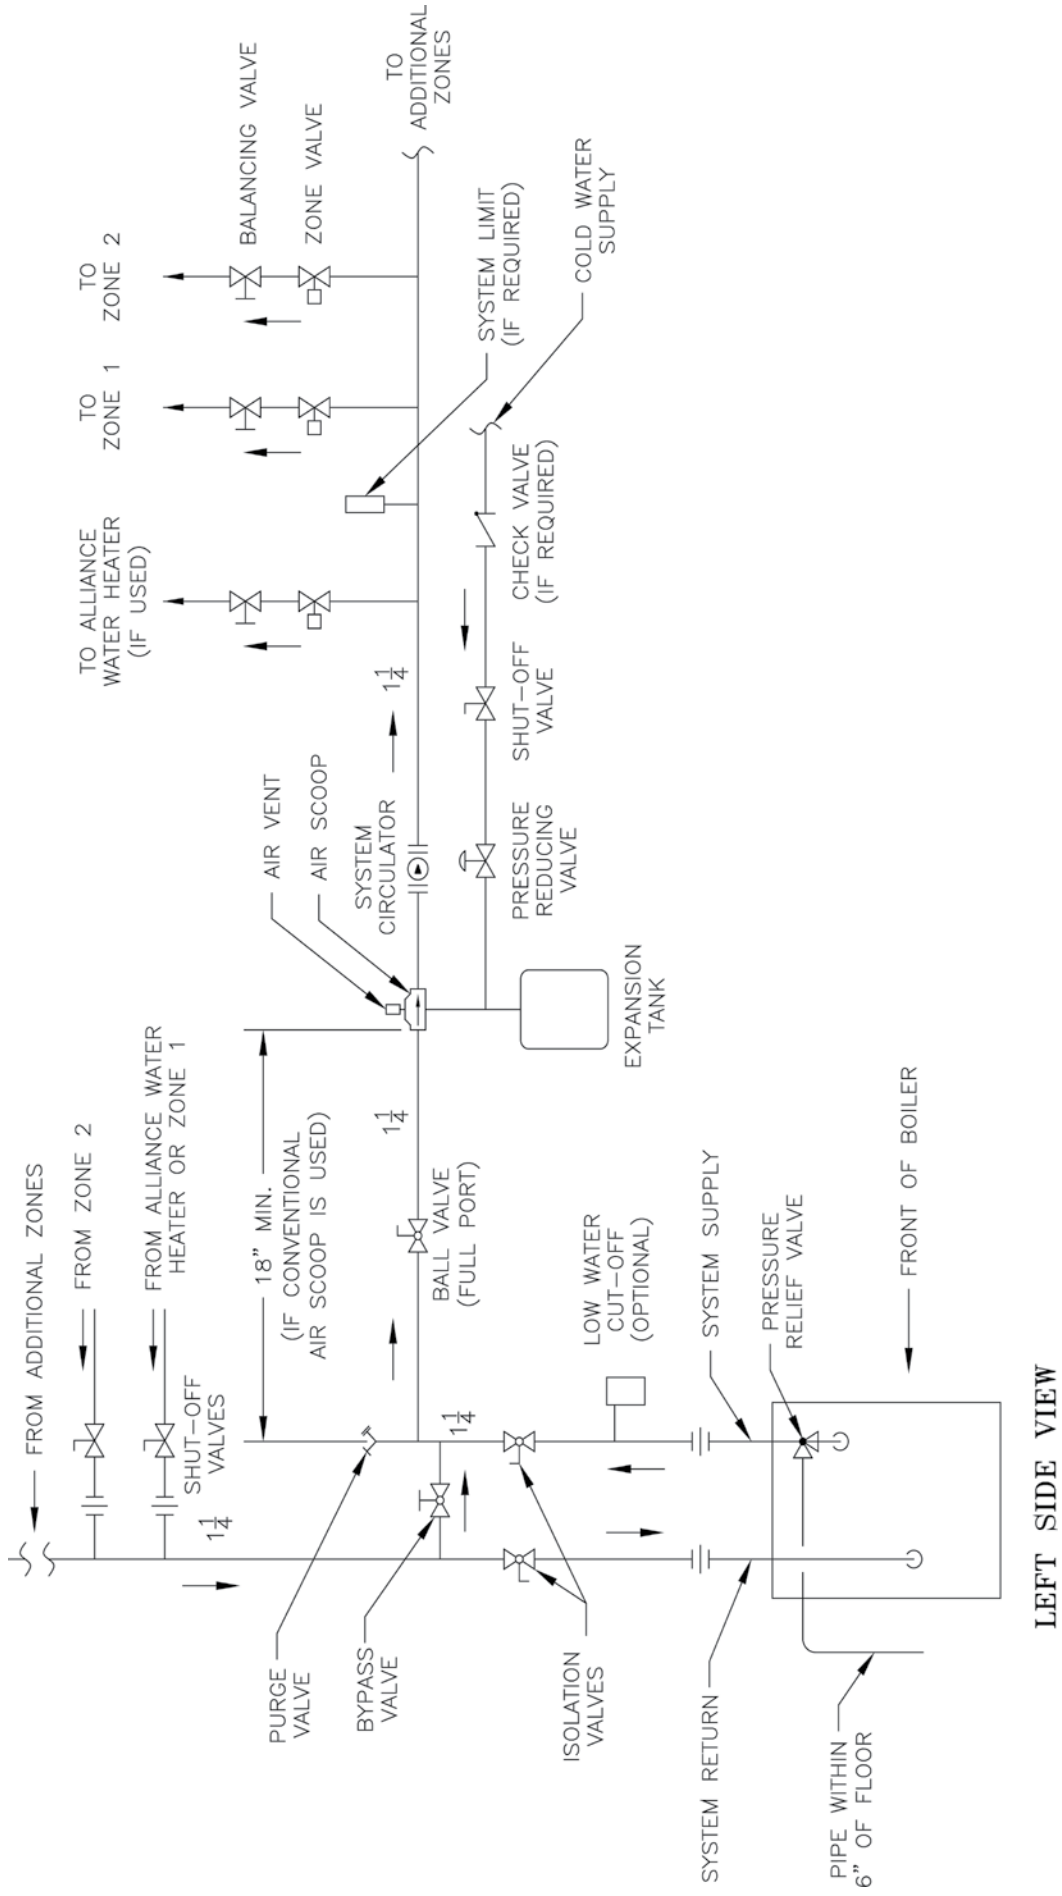 FROM ADDITIONAL ZONES
FROM ZONE 2
FROM ALLIANCE WATER
HEATER OR ZONE 1
SHUT-OFF
VALVES
1 1/4
18" MIN.
(IF CONVENTIONAL
AIR SCOOP IS USED)
PURGE
VALVE
BYPASS
VALVE
ISOLATION
VALVES
1 1/4
BALL VALVE
(FULL PORT)
1 1/4
AIR VENT
AIR SCOOP
SYSTEM
CIRCULATOR
1 1/4
TO ALLIANCE
WATER HEATER
(IF USED)
TO
ZONE 1
TO
ZONE 2
BALANCING VALVE
ZONE VALVE
TO
ADDITIONAL
ZONES
SYSTEM LIMIT
(IF REQUIRED)
COLD WATER
SUPPLY
CHECK VALVE
(IF REQUIRED)
SHUT-OFF
VALVE
PRESSURE
REDUCING
VALVE
EXPANSION
TANK
LOW WATER
CUT-OFF
(OPTIONAL)
SYSTEM SUPPLY
PRESSURE
RELIEF VALVE
FRONT OF BOILER
SYSTEM RETURN
PIPE WITHIN
6" OF FLOOR
LEFT SIDE VIEW